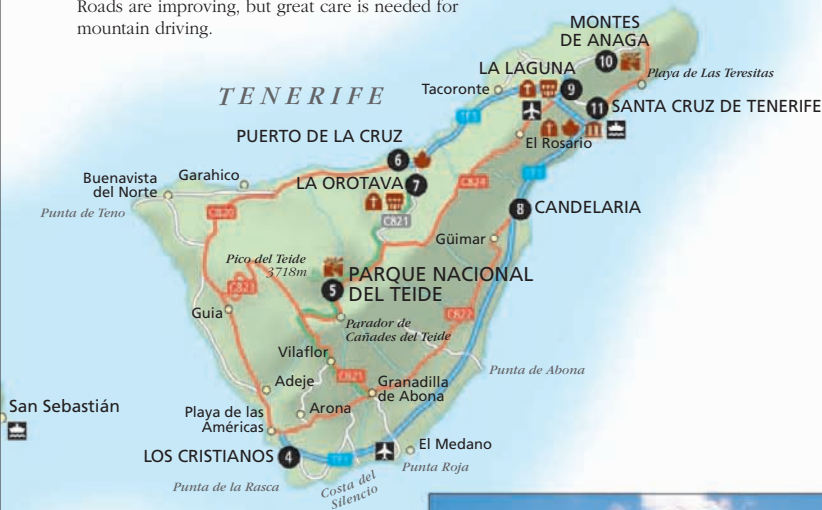 Roads are improving, but great care is needed for
mountain driving.
MONTES
DE ANAGA
10
LA LAGUNA
Playa de Las Teresitas
TENERIFE
Tacoronte
9
11 SANTA CRUZ DE TENERIFE
TF5
PUERTO DE LA CRUZ
El Rosario
6
Buenavista
del Norte
Garahico
LA OROTAVA 7
C824
TF1
Punta de Teno
C820
C821
8 CANDELARIA
Güimar
Pico del Teide
3718m
PARQUE NACIONAL
5 DEL TEIDE
C823
Guia
Parador de
Cañades del Teide
C822
Vilaflor
Punta de Abona
Adeje
C821
Granadilla
de Abona
San Sebastián
Playa de las
Américas
Arona
El Medano
LOS CRISTIANOS 4
TF1
Punta Roja
Punta de la Rasca
Costa del
Silencio